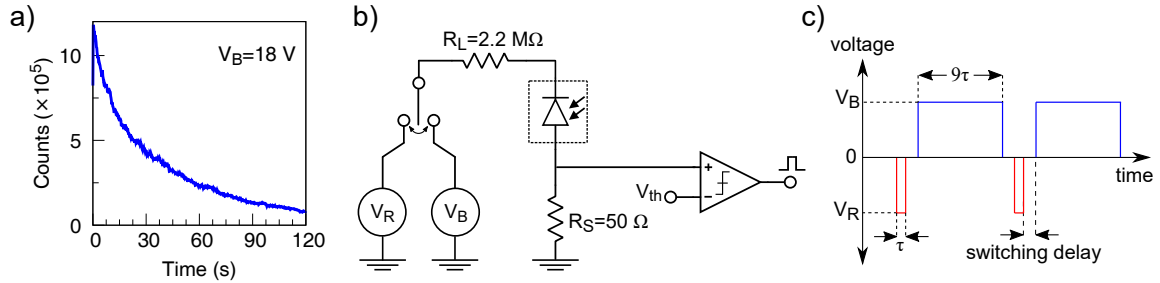 a)
V_B=18 V
Counts (×10^5)
10
5
0
0 30 60 90 120
Time (s)
b)
R_L=2.2 MΩ
V_R
V_B
V_th
+
−
R_S=50 Ω
c)
voltage
9τ
V_B
0
time
V_R
τ
switching delay